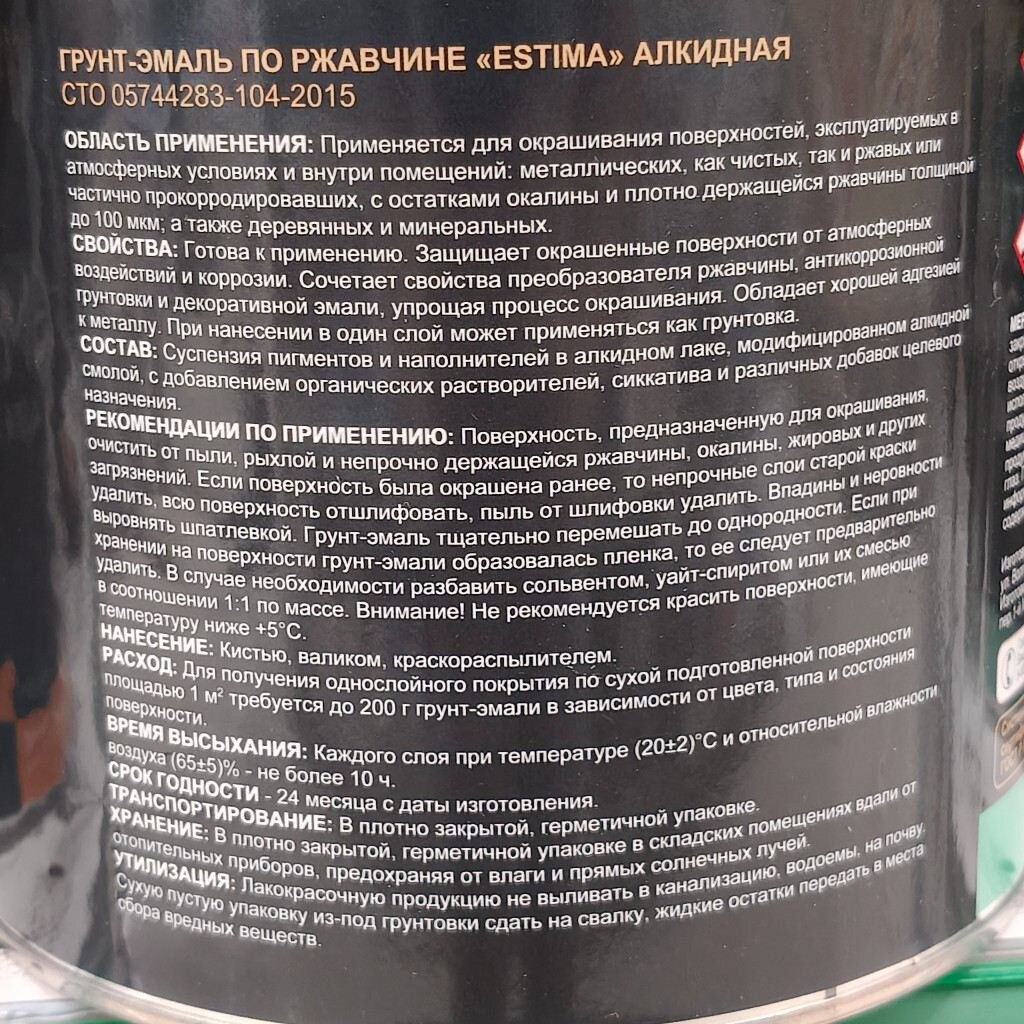 ГРУНТ-ЭМАЛЬ ПО РЖАВЧИНЕ «ESTIMA» АЛКИДНАЯ
СТО 05744283-104-2015
ОБЛАСТЬ ПРИМЕНЕНИЯ: Применяется для окрашивания поверхностей, эксплуатируемых в
атмосферных условиях и внутри помещений: металлических, как чистых, так и ржавых или
частично прокорродировавших, с остатками окалины и плотно держащейся ржавчины толщиной
до 100 мкм; а также деревянных и минеральных.
СВОЙСТВА: Готова к применению. Защищает окрашенные поверхности от атмосферных
воздействий и коррозии. Сочетает свойства преобразователя ржавчины, антикоррозионной
грунтовки и декоративной эмали, упрощая процесс окрашивания. Обладает хорошей адгезией
к металлу. При нанесении в один слой может применяться как грунтовка.
СОСТАВ: Суспензия пигментов и наполнителей в алкидном лаке, модифицированном алкидной
смолой, с добавлением органических растворителей, сиккатива и различных добавок целевого
назначения.
РЕКОМЕНДАЦИИ ПО ПРИМЕНЕНИЮ: Поверхность, предназначенную для окрашивания,
очистить от пыли, рыхлой и непрочно держащейся ржавчины, окалины, жировых и других
загрязнений. Если поверхность была окрашена ранее, то непрочные слои старой краски
удалить, всю поверхность отшлифовать, пыль от шлифовки удалить. Впадины и неровности
выровнять шпатлевкой. Грунт-эмаль тщательно перемешать до однородности. Если при
хранении на поверхности грунт-эмали образовалась пленка, то ее следует предварительно
удалить. В случае необходимости разбавить сольвентом, уайт-спиритом или их смесью
в соотношении 1:1 по массе. Внимание! Не рекомендуется красить поверхности, имеющие
температуру ниже +5°С.
НАНЕСЕНИЕ: Кистью, валиком, краскораспылителем.
РАСХОД: Для получения однослойного покрытия по сухой подготовленной поверхности
площадью 1 м² требуется до 200 г грунт-эмали в зависимости от цвета, типа и состояния
поверхности.
ВРЕМЯ ВЫСЫХАНИЯ: Каждого слоя при температуре (20±2)°С и относительной влажности
воздуха (65±5)% - не более 10 ч.
СРОК ГОДНОСТИ - 24 месяца с даты изготовления.
ТРАНСПОРТИРОВАНИЕ: В плотно закрытой, герметичной упаковке.
ХРАНЕНИЕ: В плотно закрытой, герметичной упаковке в складских помещениях вдали от
отопительных приборов, предохраняя от влаги и прямых солнечных лучей.
УТИЛИЗАЦИЯ: Лакокрасочную продукцию не выливать в канализацию, водоемы, на почву.
Сухую пустую упаковку из-под грунтовки сдать на свалку, жидкие остатки передать в места
сбора вредных веществ.